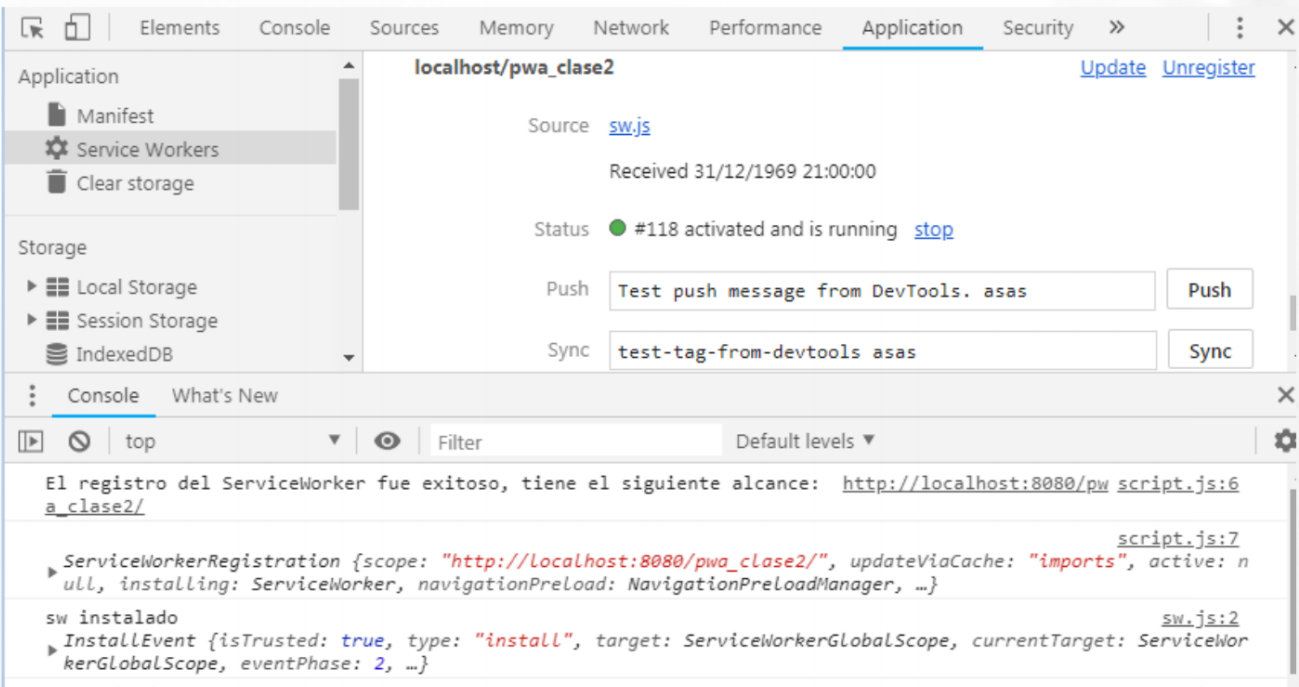 Elements Console Sources Memory Network Performance Application Security »
Application
Manifest
Service Workers
Clear storage
Storage
Local Storage
Session Storage
IndexedDB
localhost/pwa_clase2 Update Unregister
Source sw.js
Received 31/12/1969 21:00:00
Status #118 activated and is running stop
Push Test push message from DevTools. asas Push
Sync test-tag-from-devtools asas Sync
Console What's New
top Filter Default levels
El registro del ServiceWorker fue exitoso, tiene el siguiente alcance: http://localhost:8080/pw script.js:6
a_clase2/
script.js:7
ServiceWorkerRegistration {scope: "http://localhost:8080/pwa_clase2/", updateViaCache: "imports", active: n
ull, installing: ServiceWorker, navigationPreload: NavigationPreloadManager, …}
sw instalado sw.js:2
InstallEvent {isTrusted: true, type: "install", target: ServiceWorkerGlobalScope, currentTarget: ServiceWor
kerGlobalScope, eventPhase: 2, …}